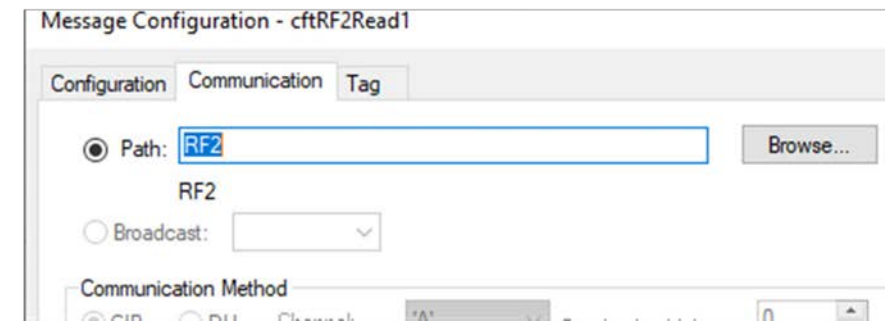 Message Configuration - cftRF2Read1
Configuration Communication Tag
Path: RF2 Browse...
RF2
Broadcast:
Communication Method
CIP DH Channel: 'A' 0